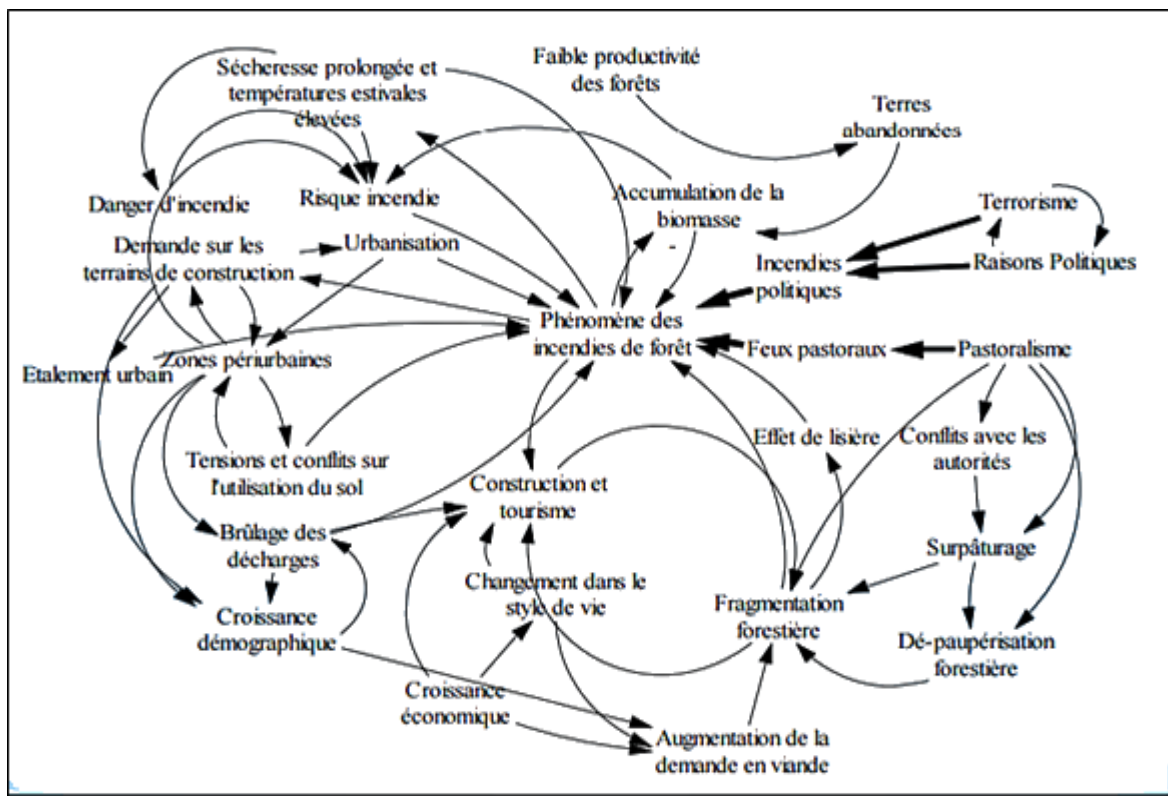 Sécheresse prolongée et
températures estivales
élevées
Faible productivité
des forêts
Terres
abandonnées
Danger d'incendie
Risque incendie
Accumulation de la
biomasse
Terrorisme
Demande sur les
terrains de construction
Urbanisation
Incendies
politiques
Raisons Politiques
Phénomène des
incendies de forêt
Feux pastoraux
Pastoralisme
Etalement urbain
Zones périurbaines
Tensions et conflits sur
l'utilisation du sol
Effet de lisière
Conflits avec les
autorités
Construction et
tourisme
Brûlage des
décharges
Surpâturage
Changement dans le
style de vie
Fragmentation
forestière
Croissance
démographique
Dé-paupérisation
forestière
Croissance
économique
Augmentation de la
demande en viande